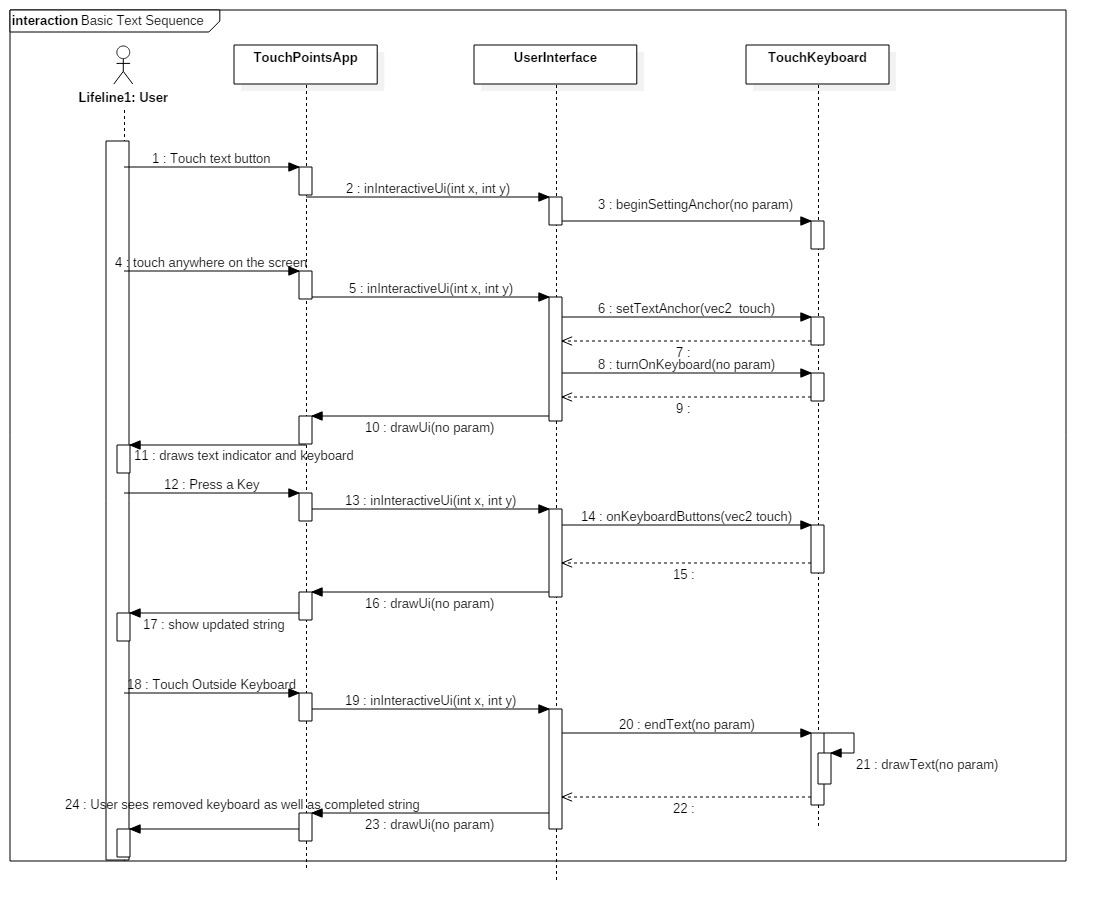 interaction Basic Text Sequence
TouchPointsApp
UserInterface
TouchKeyboard
Lifeline1: User
1 : Touch text button
2 : inInteractiveUi(int x, int y)
3 : beginSettingAnchor(no param)
4 : touch anywhere on the screen
5 : inInteractiveUi(int x, int y)
6 : setTextAnchor(vec2  touch)
7 :
8 : turnOnKeyboard(no param)
9 :
10 : drawUi(no param)
11 : draws text indicator and keyboard
12 : Press a Key
13 : inInteractiveUi(int x, int y)
14 : onKeyboardButtons(vec2 touch)
15 :
16 : drawUi(no param)
17 : show updated string
18 : Touch Outside Keyboard
19 : inInteractiveUi(int x, int y)
20 : endText(no param)
21 : drawText(no param)
22 :
23 : drawUi(no param)
24 : User sees removed keyboard as well as completed string